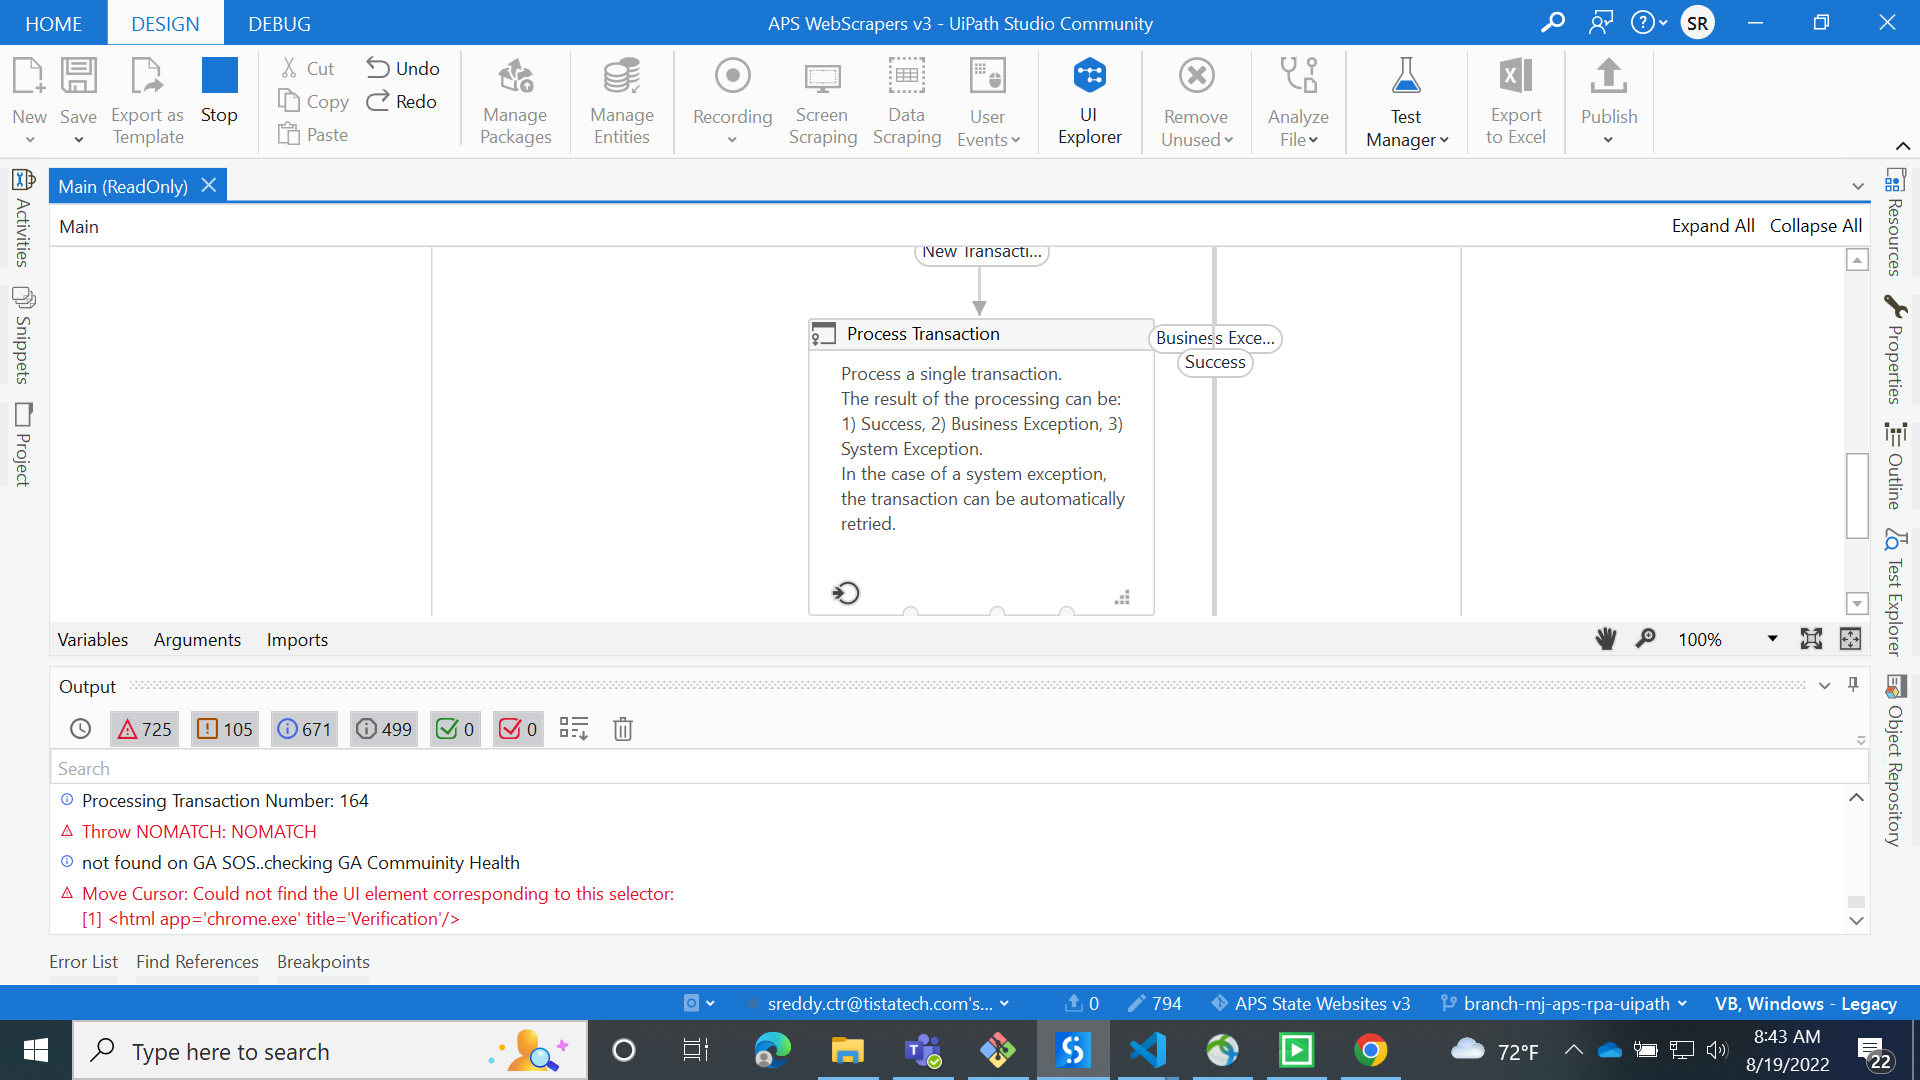 HOME
DESIGN
DEBUG
APS WebScrapers v3 - UiPath Studio Community
SR
New
Save
Export as
Template
Stop
Cut
Copy
Paste
Undo
Redo
Manage
Packages
Manage
Entities
Recording
Screen
Scraping
Data
Scraping
User
Events
UI
Explorer
Remove
Unused
Analyze
File
Test
Manager
Export
to Excel
Publish
Activities
Snippets
Project
Main (ReadOnly)
Main
Expand All
Collapse All
New Transacti...
Process Transaction
Business Exce...
Success
Process a single transaction.
The result of the processing can be:
1) Success, 2) Business Exception, 3)
System Exception.
In the case of a system exception,
the transaction can be automatically
retried.
Resources
Properties
Outline
Test Explorer
Object Repository
Variables
Arguments
Imports
100%
Output
725
105
671
499
0
0
Search
Processing Transaction Number: 164
Throw NOMATCH: NOMATCH
not found on GA SOS..checking GA Commuinity Health
Move Cursor: Could not find the UI element corresponding to this selector:
[1] <html app='chrome.exe' title='Verification'/>
Error List
Find References
Breakpoints
sreddy.ctr@tistatech.com's...
0
794
APS State Websites v3
branch-mj-aps-rpa-uipath
VB, Windows - Legacy
Type here to search
72°F
8:43 AM
8/19/2022
22